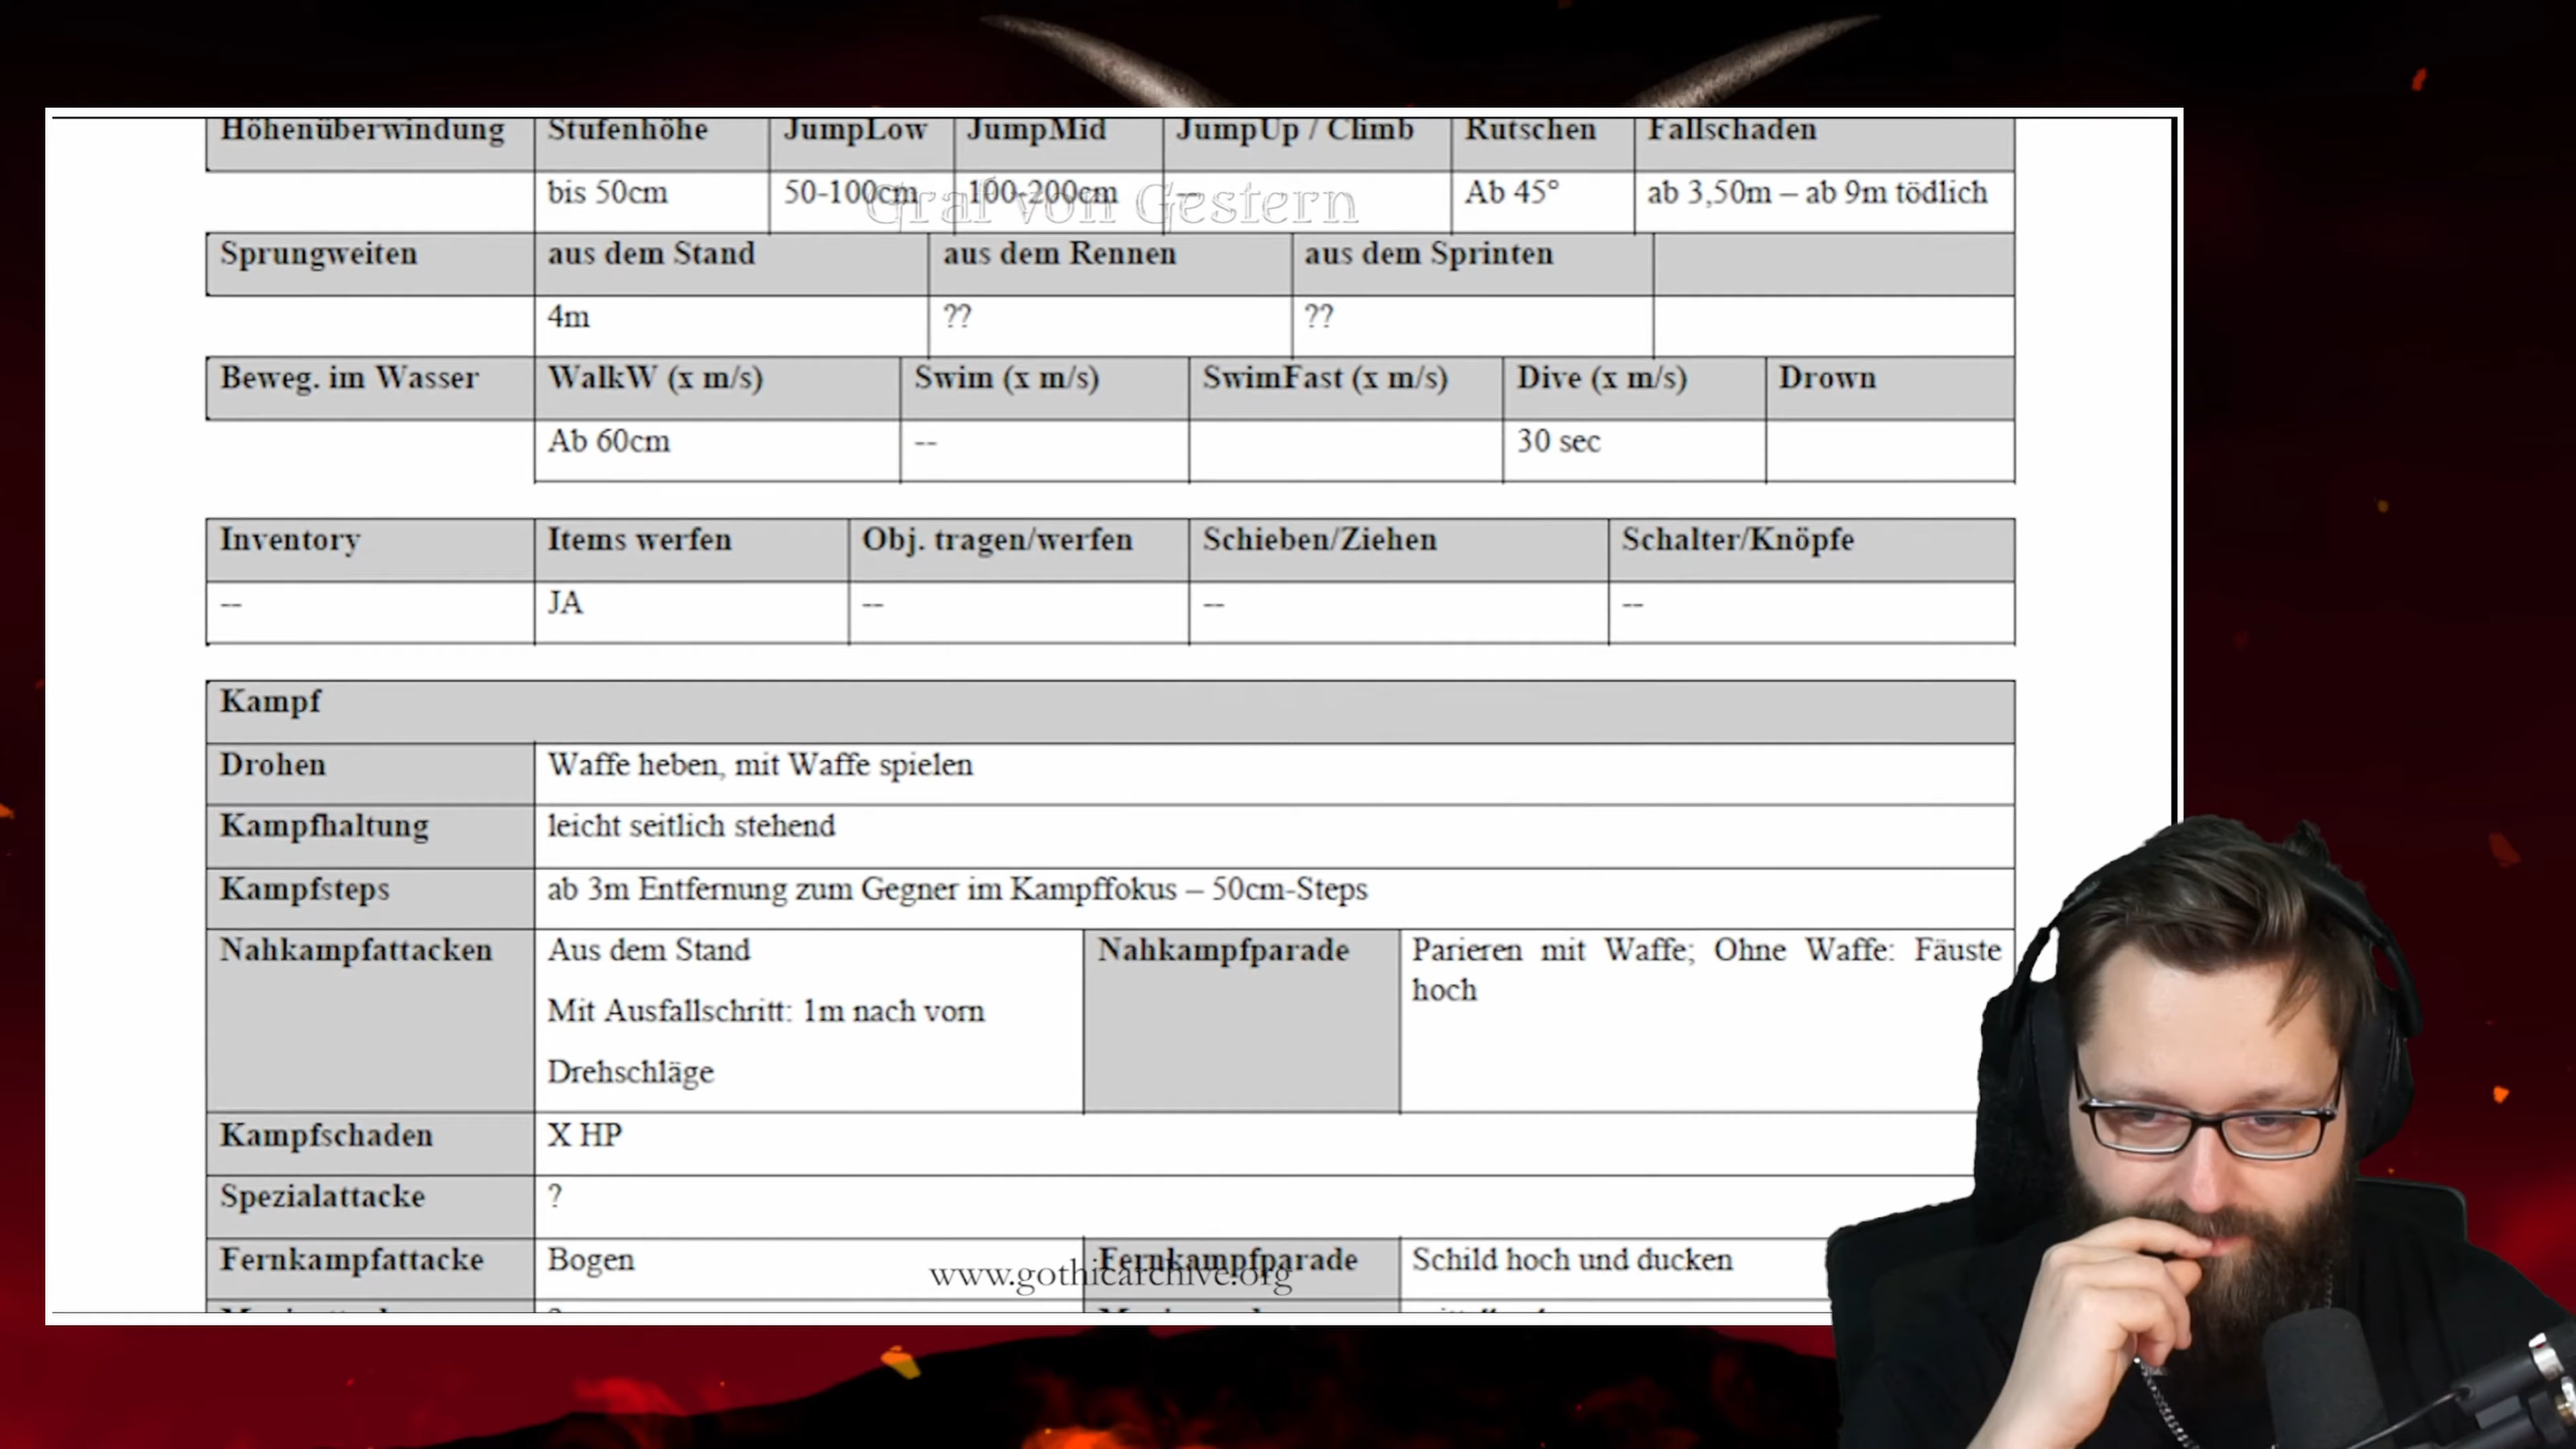 Höhenüberwindung Stufenhöhe JumpLow JumpMid JumpUp / Climb Rutschen Fallschaden
bis 50cm 50-100cm 100-200cm -- Ab 45° ab 3,50m – ab 9m tödlich
Graf von Gestern
Sprungweiten aus dem Stand aus dem Rennen aus dem Sprinten
4m ?? ??
Beweg. im Wasser WalkW (x m/s) Swim (x m/s) SwimFast (x m/s) Dive (x m/s) Drown
Ab 60cm -- 30 sec
Inventory Items werfen Obj. tragen/werfen Schieben/Ziehen Schalter/Knöpfe
-- JA -- -- --
Kampf
Drohen Waffe heben, mit Waffe spielen
Kampfhaltung leicht seitlich stehend
Kampfsteps ab 3m Entfernung zum Gegner im Kampffokus – 50cm-Steps
Nahkampfattacken Aus dem Stand Nahkampfparade Parieren mit Waffe; Ohne Waffe: Fäuste
hoch
Mit Ausfallschritt: 1m nach vorn
Drehschläge
Kampfschaden X HP
Spezialattacke ?
Fernkampfattacke Bogen Fernkampfparade Schild hoch und ducken
www.gothicarchive.org